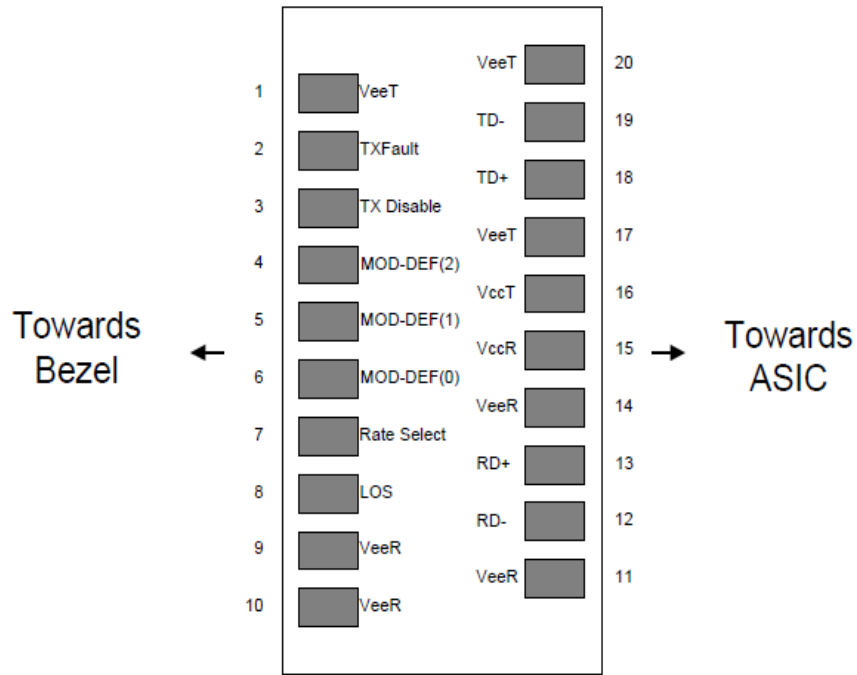 VeeT 20
1 VeeT
TD- 19
2 TXFault
TD+ 18
3 TX Disable
VeeT 17
4 MOD-DEF(2)
VccT 16
5 MOD-DEF(1)
VccR 15
6 MOD-DEF(0)
VeeR 14
7 Rate Select
RD+ 13
8 LOS
RD- 12
9 VeeR
VeeR 11
10 VeeR
Towards
Bezel
Towards
ASIC